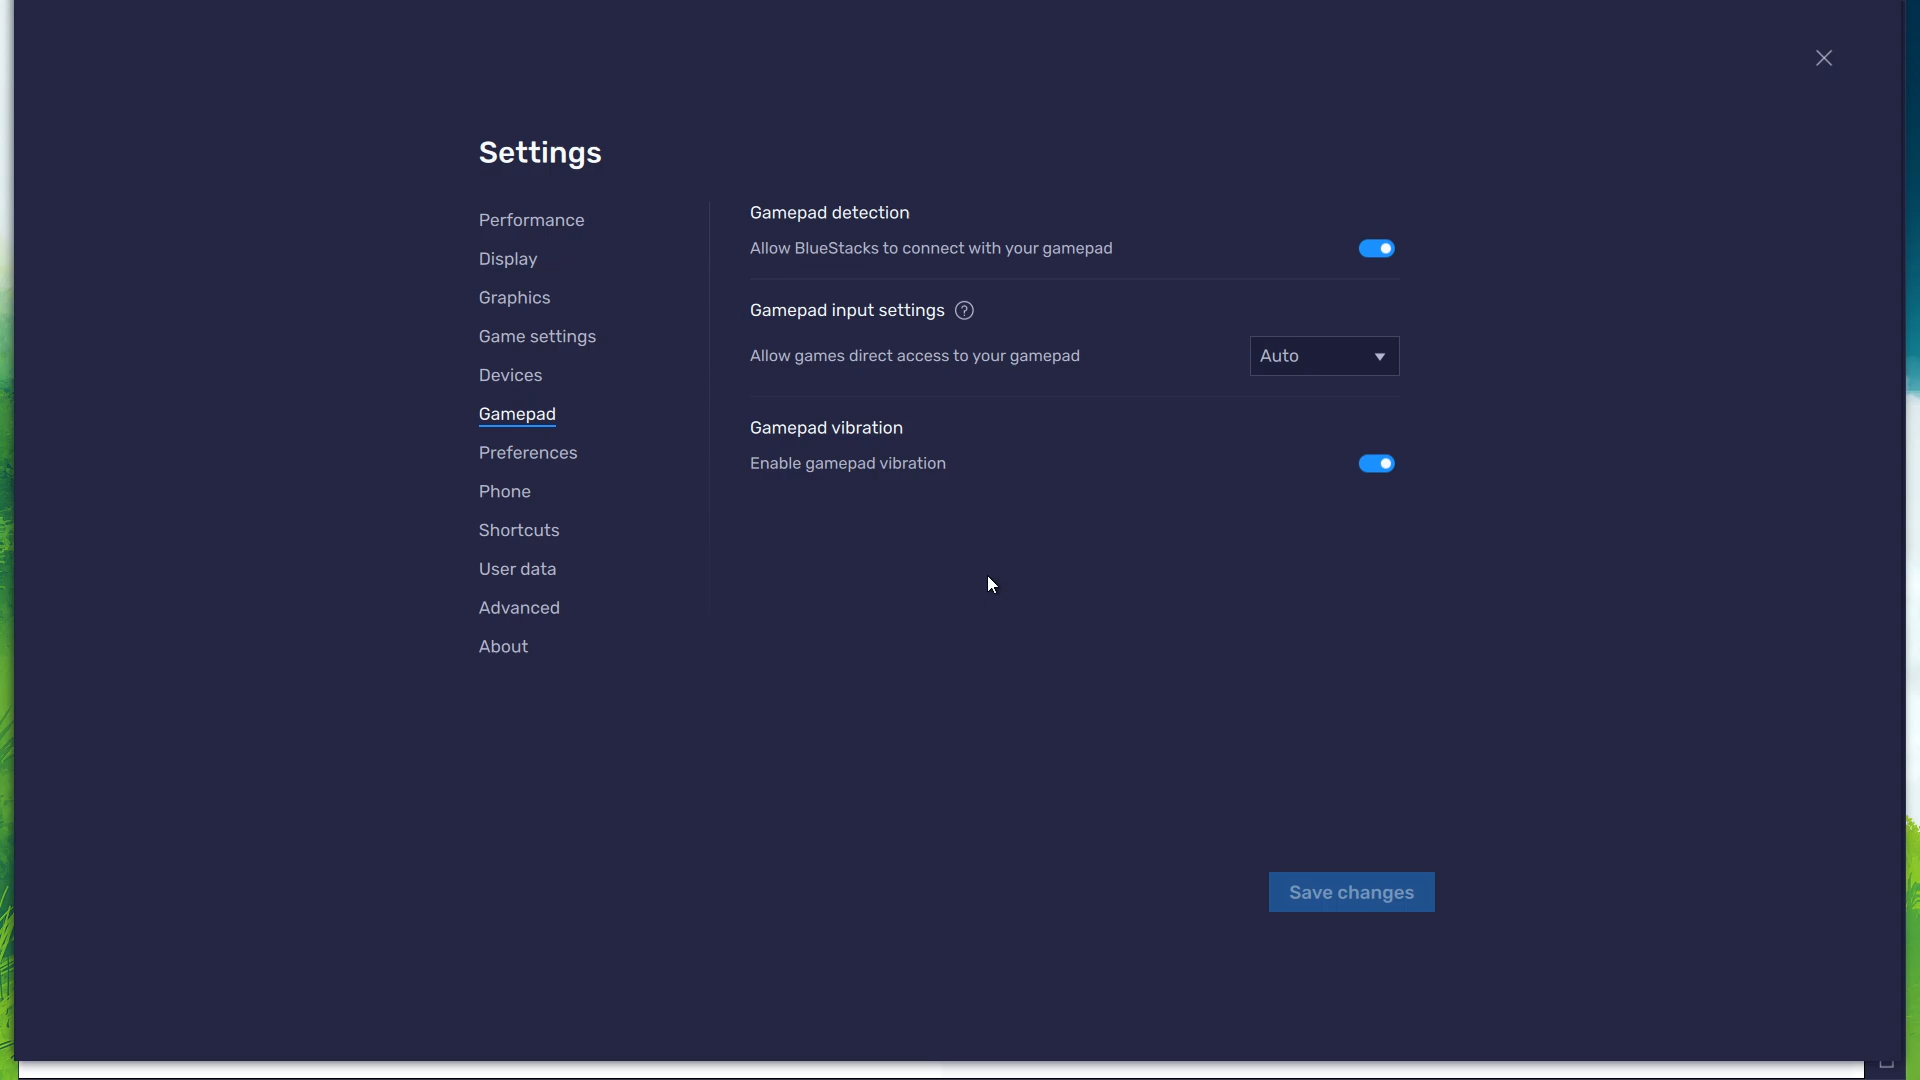 Settings
Performance
Display
Graphics
Game settings
Devices
Gamepad
Preferences
Phone
Shortcuts
User data
Advanced
About
Gamepad detection
Allow BlueStacks to connect with your gamepad
Gamepad input settings ?
Allow games direct access to your gamepad
Auto
Gamepad vibration
Enable gamepad vibration
Save changes